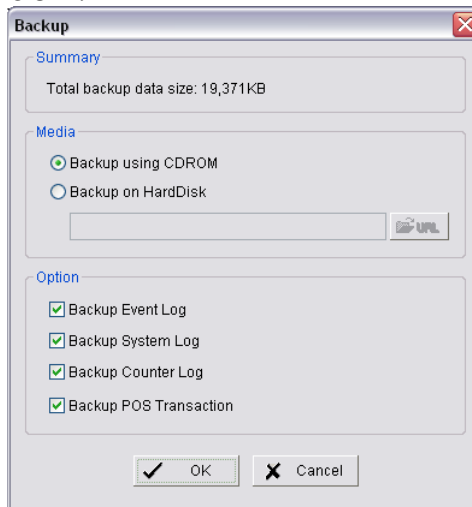 Backup
Summary
Total backup data size: 19,371KB
Media
Backup using CDROM
Backup on HardDisk
URL
Option
Backup Event Log
Backup System Log
Backup Counter Log
Backup POS Transaction
OK Cancel